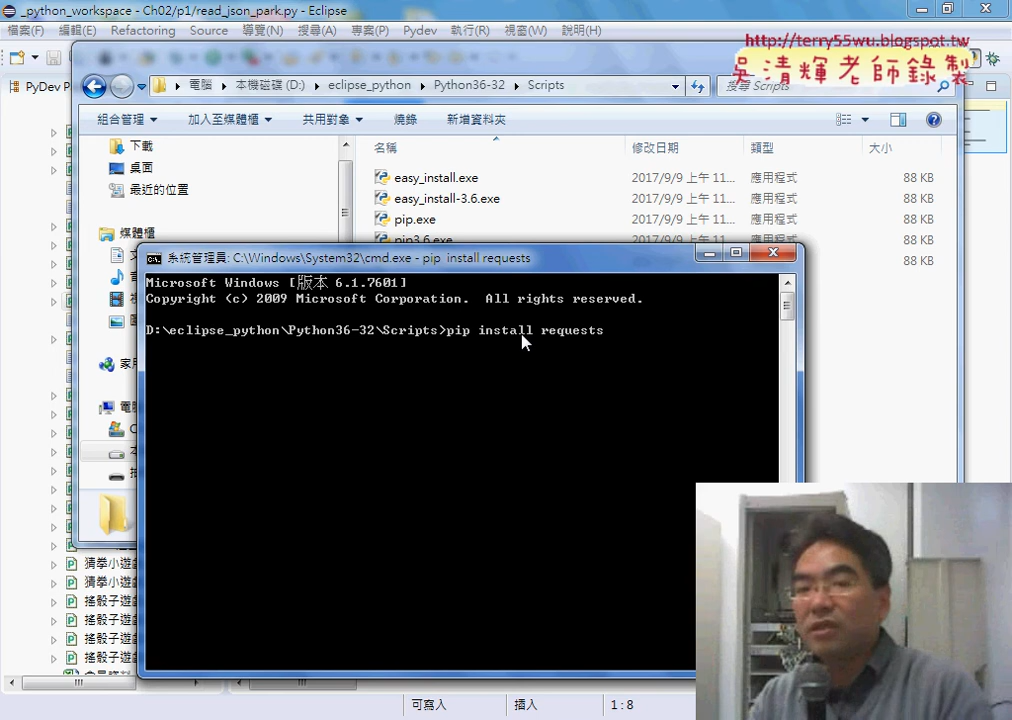 _python_workspace - Ch02/p1/read_json_park.py - Eclipse
檔案(F) 編輯(E) Refactoring Source 導覽(N) 搜尋(A) 專案(P) Pydev 執行(R) 視窗(W) 說明(H)
http://terry55wu.blogspot.tw
吳清輝老師錄製
PyDev P
電腦 本機磁碟 (D:) eclipse_python Python36-32 Scripts
搜尋 Scripts
組合管理 加入至媒體櫃 共用對象 燒錄 新增資料夾
名稱 修改日期 類型 大小
下載
桌面
最近的位置
媒體櫃
easy_install.exe 2017/9/9 上午 11... 應用程式 88 KB
easy_install-3.6.exe 2017/9/9 上午 11... 應用程式 88 KB
pip.exe 2017/9/9 上午 11... 應用程式 88 KB
pip3.6.exe 2017/9/9 上午 11... 應用程式 88 KB
88 KB
系統管理員: C:\Windows\System32\cmd.exe - pip install requests
Microsoft Windows [版本 6.1.7601]
Copyright (c) 2009 Microsoft Corporation. All rights reserved.
D:\eclipse_python\Python36-32\Scripts>pip install requests
猜拳小遊
猜拳小遊
搖骰子遊
搖骰子遊
搖骰子遊
搖骰子遊
可寫入 插入 1:8